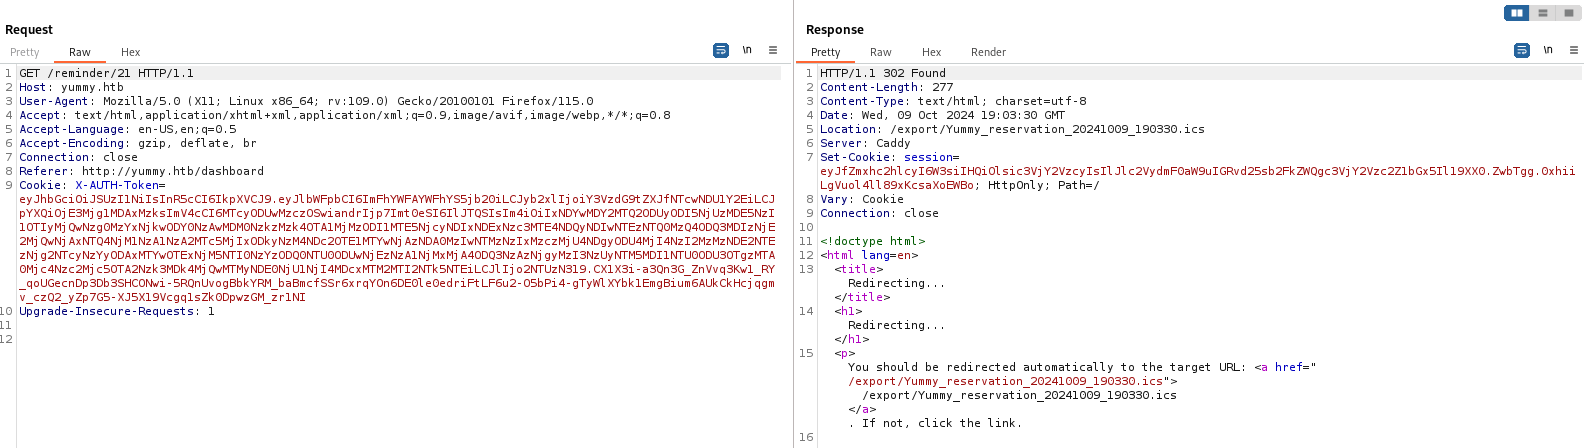 Request
Pretty Raw Hex \n
1 GET /reminder/21 HTTP/1.1
2 Host: yummy.htb
3 User-Agent: Mozilla/5.0 (X11; Linux x86_64; rv:109.0) Gecko/20100101 Firefox/115.0
4 Accept: text/html,application/xhtml+xml,application/xml;q=0.9,image/avif,image/webp,*/*;q=0.8
5 Accept-Language: en-US,en;q=0.5
6 Accept-Encoding: gzip, deflate, br
7 Connection: close
8 Referer: http://yummy.htb/dashboard
9 Cookie: X-AUTH-Token=
eyJhbGciOiJSUzI1NiIsInR5cCI6IkpXVCJ9.eyJlbWFpbCI6ImFhYWFAYWFhYS5jb20iLCJyb2xlIjoiY3VzdG9tZXJfNTcwNDU1Y2EiLCJ
pYXQiOjE3Mjg1MDAxMzksImV4cCI6MTcyODUwMzczOSwiandrIjp7Imt0eSI6IlJTQSIsIm4iOiIxNDYwMDY2MTQ2ODUyODI5NjUzMDE5NzI
10 Upgrade-Insecure-Requests: 1
11
12
Response
Pretty Raw Hex Render \n
1 HTTP/1.1 302 Found
2 Content-Length: 277
3 Content-Type: text/html; charset=utf-8
4 Date: Wed, 09 Oct 2024 19:03:30 GMT
5 Location: /export/Yummy_reservation_20241009_190330.ics
6 Server: Caddy
7 Set-Cookie: session=
eyJfZmxhc2hlcyI6W3siIHQiOlsic3VjY2VzcyIsIlJlc2VydmF0aW9uIGRvd25sb2FkZWQgc3VjY2Vzc2Z1bGx5Il19XX0.ZwbTgg.0xhii
LgVuol4ll89xKcsaXoEWBo; HttpOnly; Path=/
8 Vary: Cookie
9 Connection: close
10
11 <!doctype html>
12 <html lang=en>
13 <title>
Redirecting...
</title>
14 <h1>
Redirecting...
</h1>
15 <p>
You should be redirected automatically to the target URL: <a href="
/export/Yummy_reservation_20241009_190330.ics">
/export/Yummy_reservation_20241009_190330.ics
</a>
. If not, click the link.
16